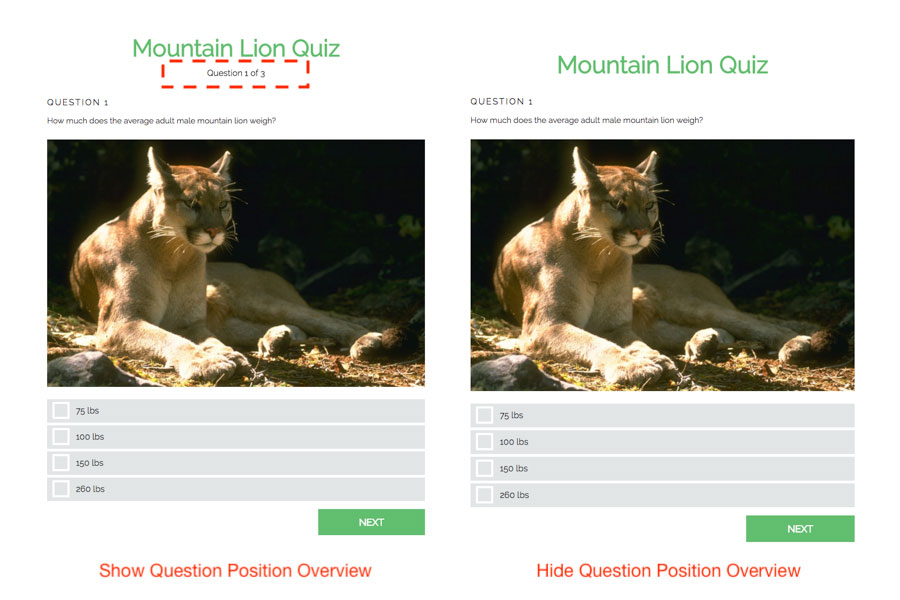 Mountain Lion Quiz
Question 1 of 3
QUESTION 1
How much does the average adult male mountain lion weigh?
75 lbs
100 lbs
150 lbs
260 lbs
NEXT
Show Question Position Overview
Mountain Lion Quiz
QUESTION 1
How much does the average adult male mountain lion weigh?
75 lbs
100 lbs
150 lbs
260 lbs
NEXT
Hide Question Position Overview